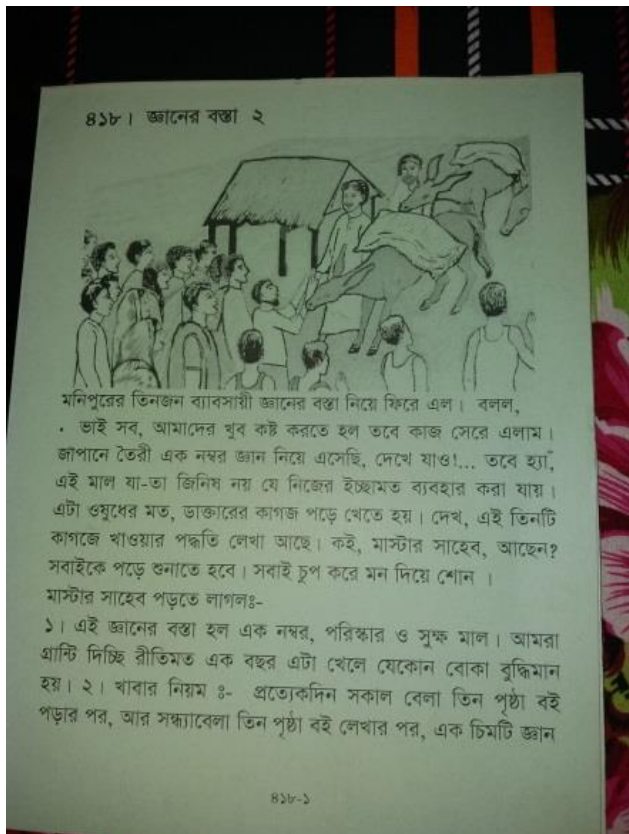 ৪১৮। জ্ঞানের বস্তা ২
মনিপুরের তিনজন ব্যাবসায়ী জ্ঞানের বস্তা নিয়ে ফিরে এল। বলল,
· ভাই সব, আমাদের খুব কষ্ট করতে হল তবে কাজ সেরে এলাম।
জাপানে তৈরী এক নম্বর জ্ঞান নিয়ে এসেছি, দেখে যাও!... তবে হ্যাঁ,
এই মাল যা-তা জিনিষ নয় যে নিজের ইচ্ছামত ব্যবহার করা যায়।
এটা ওষুধের মত, ডাক্তারের কাগজ পড়ে খেতে হয়। দেখ, এই তিনটি
কাগজে খাওয়ার পদ্ধতি লেখা আছে। কই, মাস্টার সাহেব, আছেন?
সবাইকে পড়ে শুনাতে হবে। সবাই চুপ করে মন দিয়ে শোন ।
মাস্টার সাহেব পড়তে লাগলঃ-
১। এই জ্ঞানের বস্তা হল এক নম্বর, পরিস্কার ও সুক্ষ মাল। আমরা
গ্রান্টি দিচ্ছি রীতিমত এক বছর এটা খেলে যেকোন বোকা বুদ্ধিমান
হয়। ২। খাবার নিয়ম ঃ- প্রত্যেকদিন সকাল বেলা তিন পৃষ্ঠা বই
পড়ার পর, আর সন্ধ্যাবেলা তিন পৃষ্ঠা বই লেখার পর, এক চিমটি জ্ঞান
৪১৮-১